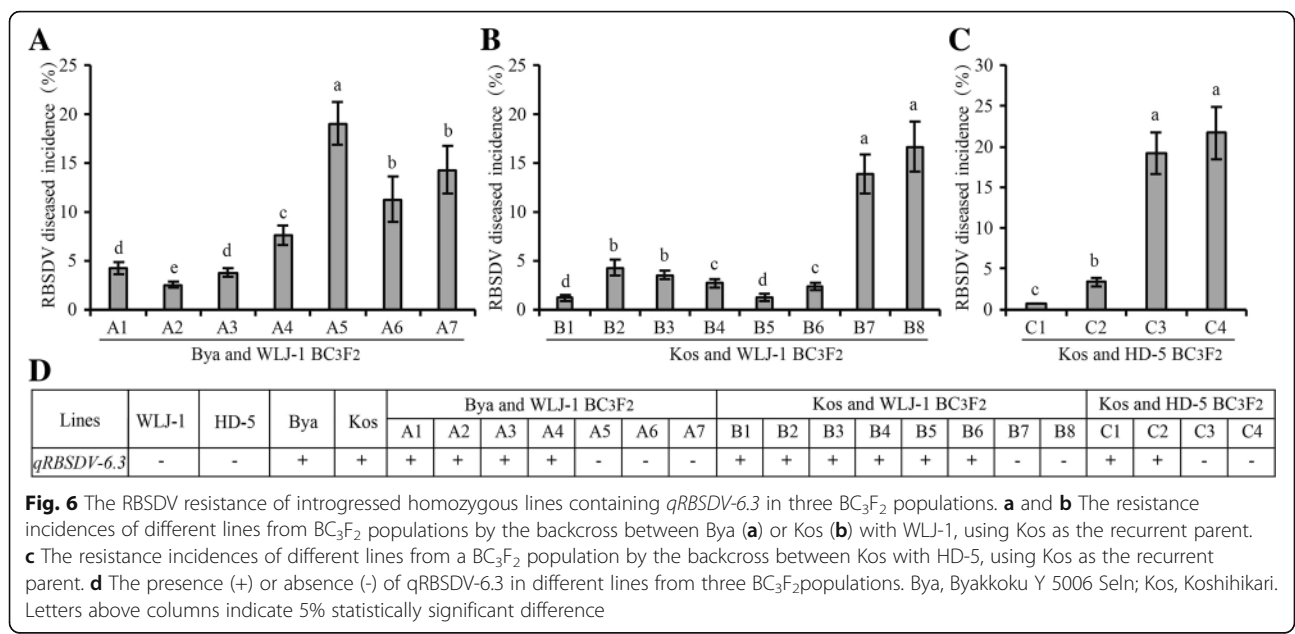 A
B
C
RBSDV diseased incidence (%)
25
20
15
10
5
0
d
e
d
c
a
b
b
A1 A2 A3 A4 A5 A6 A7
Bya and WLJ-1 BC3F2
RBSDV diseased incidence (%)
25
20
15
10
5
0
d
b
b
c
d
c
a
a
B1 B2 B3 B4 B5 B6 B7 B8
Kos and WLJ-1 BC3F2
RBSDV diseased incidence (%)
30
25
20
15
10
5
0
c
b
a
a
C1 C2 C3 C4
Kos and HD-5 BC3F2
D
Lines WLJ-1 HD-5 Bya Kos Bya and WLJ-1 BC3F2 Kos and WLJ-1 BC3F2 Kos and HD-5 BC3F2
A1 A2 A3 A4 A5 A6 A7 B1 B2 B3 B4 B5 B6 B7 B8 C1 C2 C3 C4
qRBSDV-6.3 - - + + + + + + - - - + + + + + + - - + + - -
Fig. 6 The RBSDV resistance of introgressed homozygous lines containing qRBSDV-6.3 in three BC3F2 populations. a and b The resistance
incidences of different lines from BC3F2 populations by the backcross between Bya (a) or Kos (b) with WLJ-1, using Kos as the recurrent parent.
c The resistance incidences of different lines from a BC3F2 population by the backcross between Kos with HD-5, using Kos as the recurrent
parent. d The presence (+) or absence (-) of qRBSDV-6.3 in different lines from three BC3F2populations. Bya, Byakkoku Y 5006 Seln; Kos, Koshihikari.
Letters above columns indicate 5% statistically significant difference